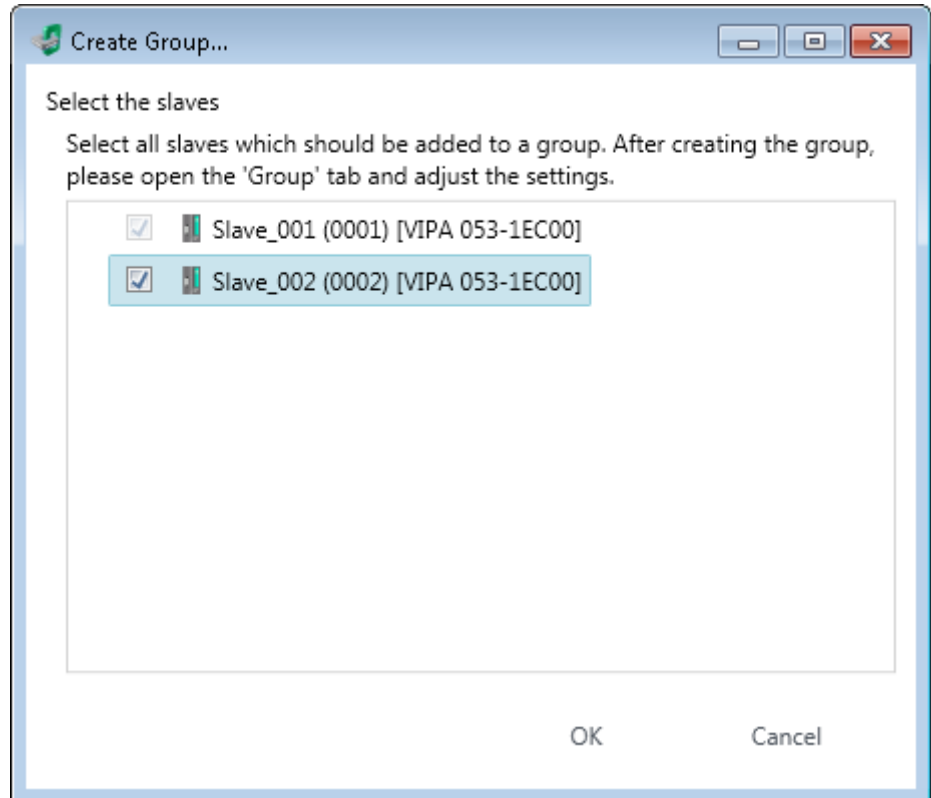 Create Group...
Select the slaves
Select all slaves which should be added to a group. After creating the group,
please open the 'Group' tab and adjust the settings.
Slave_001 (0001) [VIPA 053-1EC00]
Slave_002 (0002) [VIPA 053-1EC00]
OK Cancel